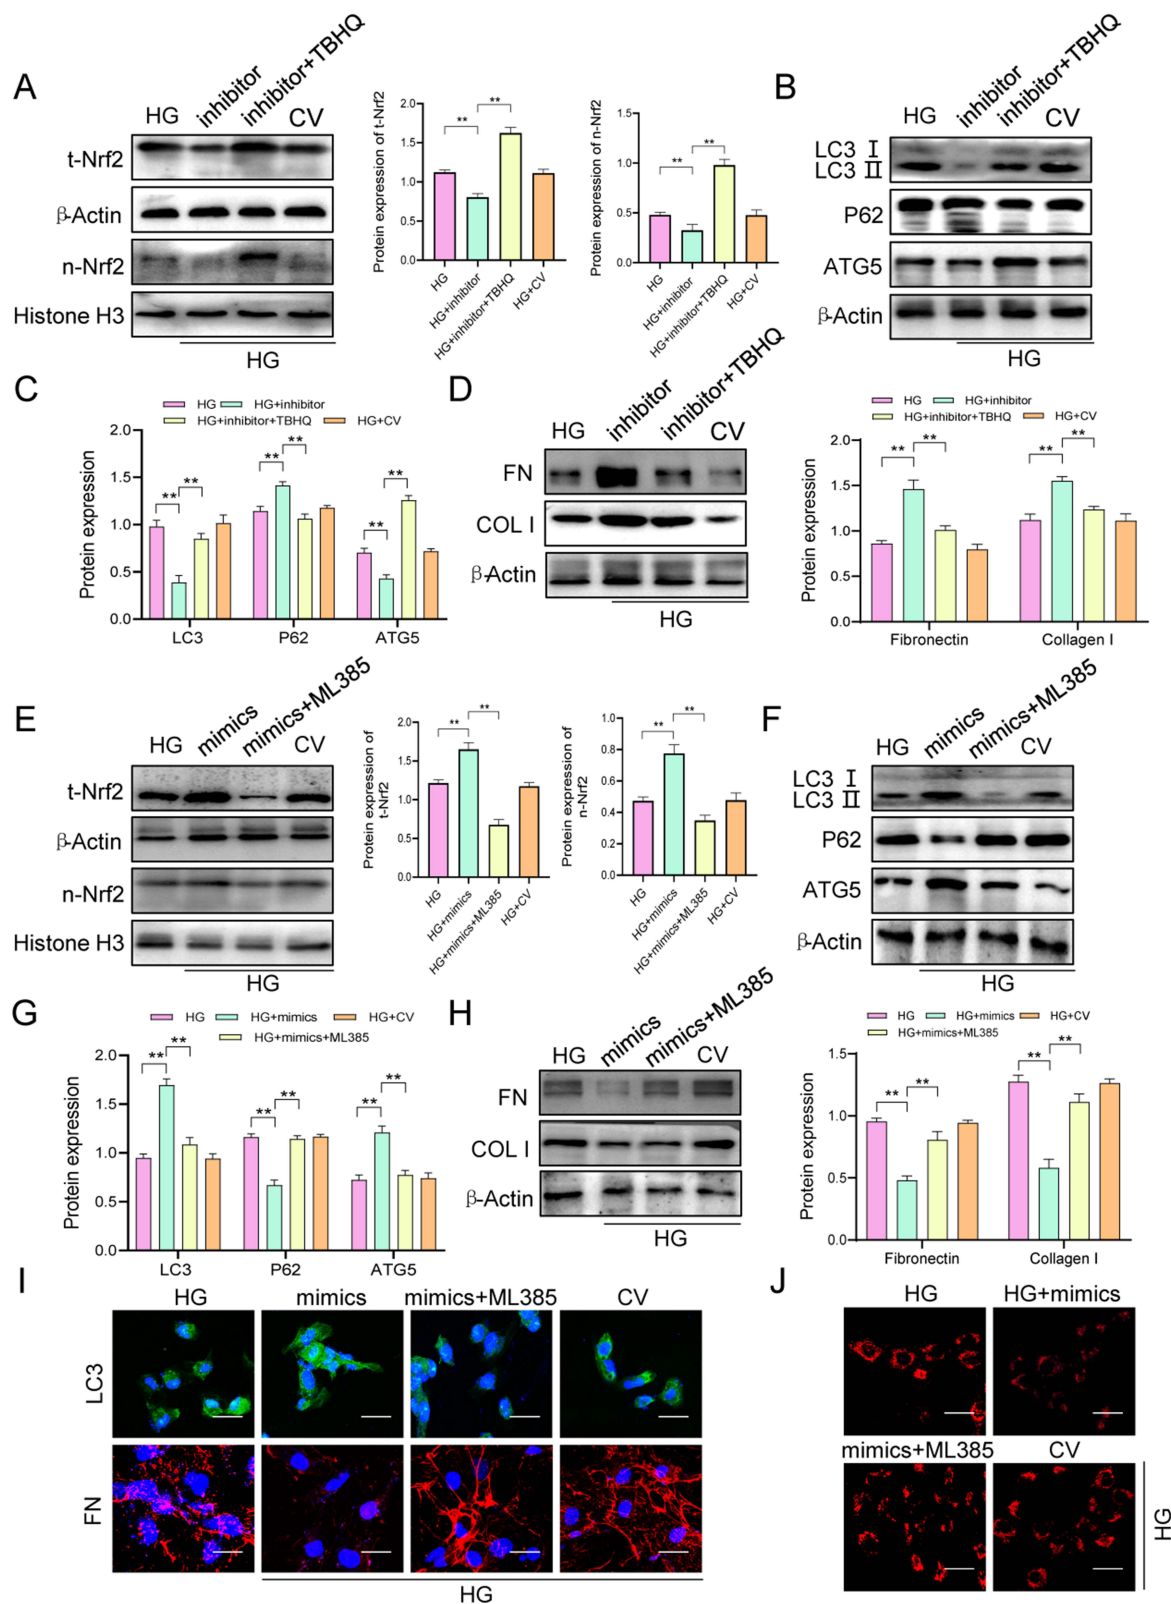 A
HG inhibitor inhibitor+TBHQ CV
t-Nrf2
β-Actin
n-Nrf2
Histone H3
HG
Protein expression of t-Nrf2
2.0
1.5
1.0
0.5
0.0
** **
HG HG+inhibitor HG+inhibitor+TBHQ HG+CV
Protein expression of n-Nrf2
1.5
1.0
0.5
0.0
** **
HG HG+inhibitor HG+inhibitor+TBHQ HG+CV
B
HG inhibitor inhibitor+TBHQ CV
LC3 I
LC3 II
P62
ATG5
β-Actin
HG
C
HG HG+inhibitor
HG+inhibitor+TBHQ HG+CV
Protein expression
2.0
1.5
1.0
0.5
0.0
** ** ** ** ** **
LC3 P62 ATG5
D
HG inhibitor inhibitor+TBHQ CV
FN
COL I
β-Actin
HG
HG HG+inhibitor
HG+inhibitor+TBHQ HG+CV
Protein expression
2.0
1.5
1.0
0.5
0.0
** ** ** **
Fibronectin Collagen I
E
HG mimics mimics+ML385 CV
t-Nrf2
β-Actin
n-Nrf2
Histone H3
HG
Protein expression of
t-Nrf2
2.0
1.5
1.0
0.5
0.0
** **
HG HG+mimics HG+mimics+ML385 HG+CV
Protein expression of
n-Nrf2
1.0
0.8
0.6
0.4
0.2
0.0
** **
HG HG+mimics HG+mimics+ML385 HG+CV
F
HG mimics mimics+ML385 CV
LC3 I
LC3 II
P62
ATG5
β-Actin
HG
G
HG HG+mimics HG+CV
HG+mimics+ML385
Protein expression
2.0
1.5
1.0
0.5
0.0
** ** ** ** ** **
LC3 P62 ATG5
H
HG mimics mimics+ML385 CV
FN
COL I
β-Actin
HG
HG HG+mimics HG+CV
HG+mimics+ML385
Protein expression
1.5
1.0
0.5
0.0
** ** ** **
Fibronectin Collagen I
I
HG mimics mimics+ML385 CV
LC3
FN
HG
J
HG HG+mimics
mimics+ML385 CV
HG